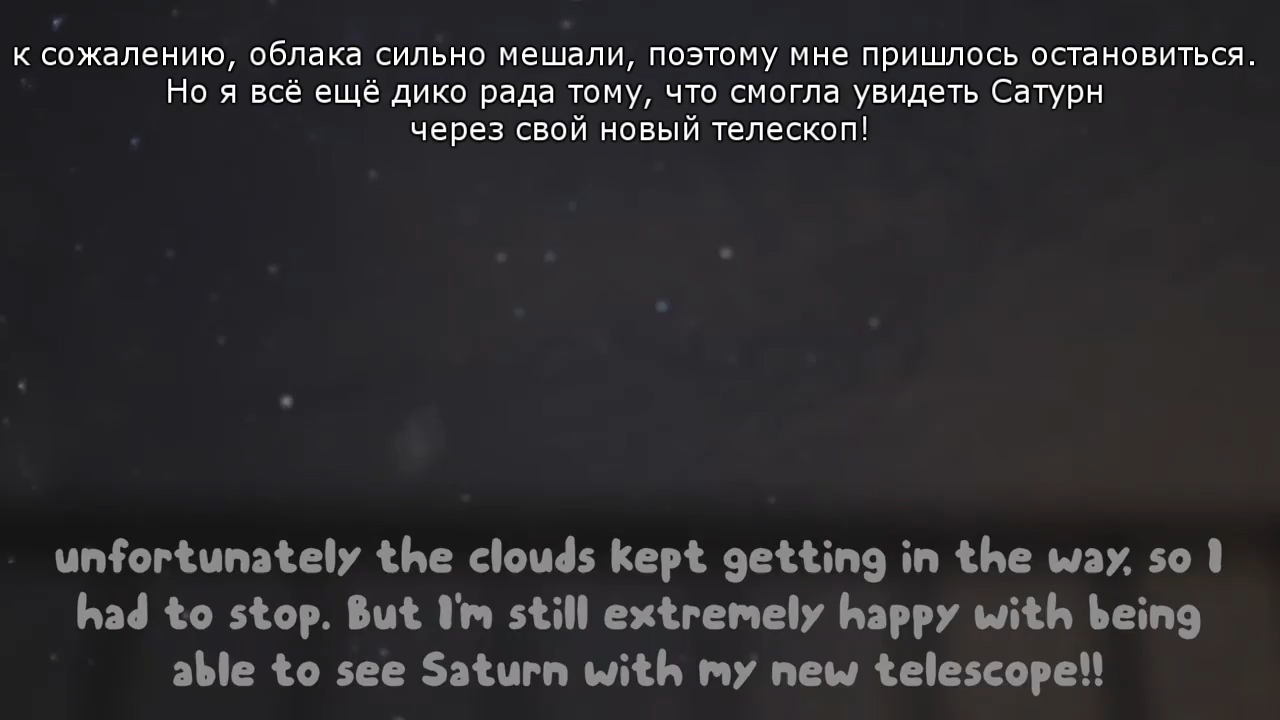 к сожалению, облака сильно мешали, поэтому мне пришлось остановиться.
Но я всё ещё дико рада тому, что смогла увидеть Сатурн
через свой новый телескоп!
unfortunately the clouds kept getting in the way, so I
had to stop. But I'm still extremely happy with being
able to see Saturn with my new telescope!!